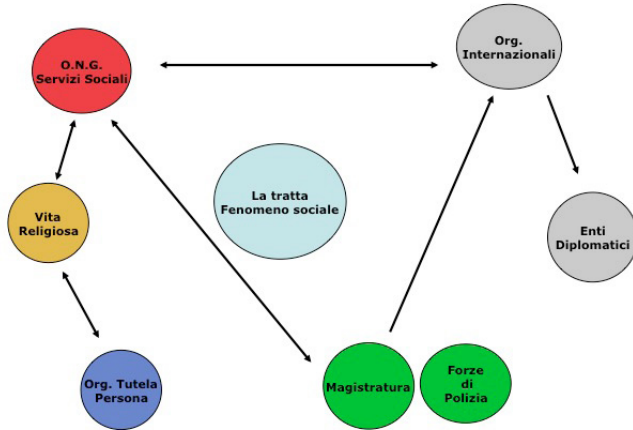 O.N.G.
Servizi Sociali
Org.
Internazionali
La tratta
Fenomeno sociale
Vita
Religiosa
Enti
Diplomatici
Org. Tutela
Persona
Magistratura
Forze
di
Polizia